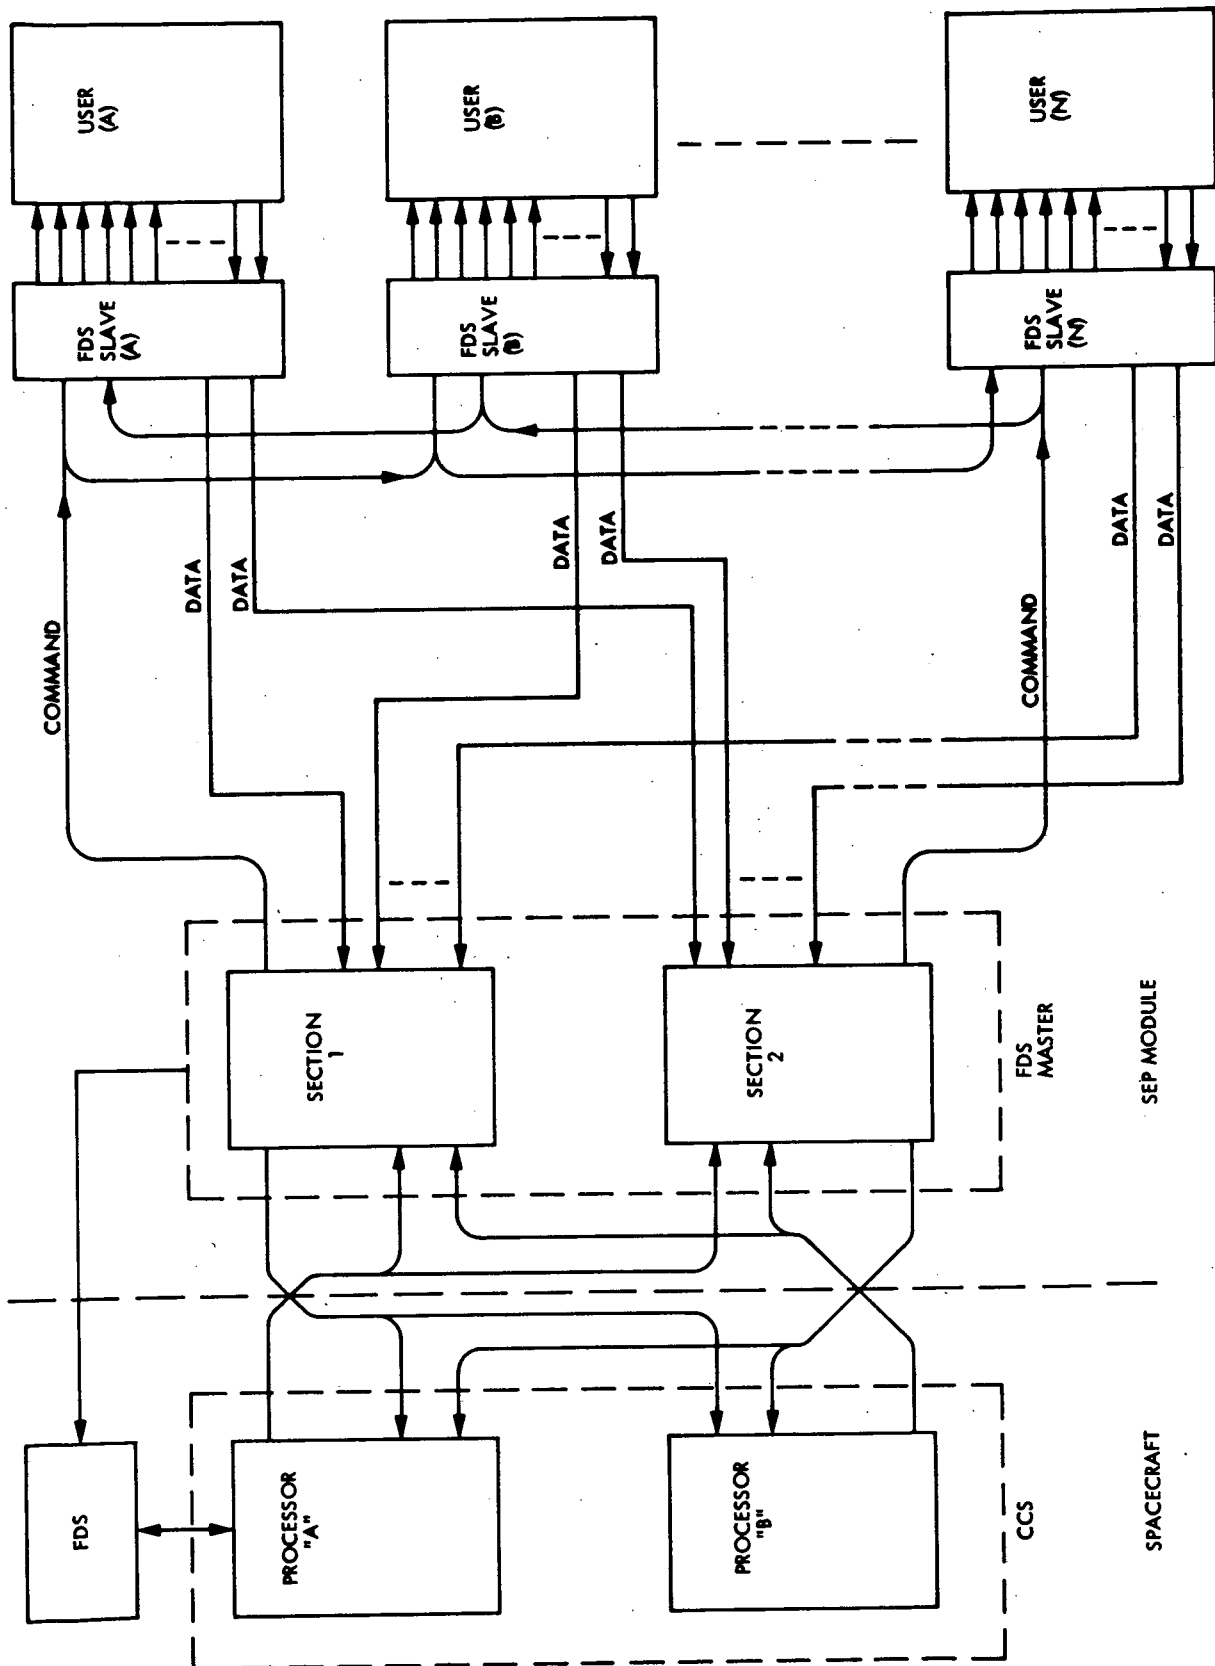 FDS
PROCESSOR
"A"
PROCESSOR
"B"
CCS
SPACECRAFT
SECTION
1
SECTION
2
FDS
MASTER
SEP MODULE
COMMAND
DATA
DATA
DATA
DATA
COMMAND
DATA
DATA
FDS
SLAVE
(A)
FDS
SLAVE
(B)
FDS
SLAVE
(N)
USER
(A)
USER
(B)
USER
(N)